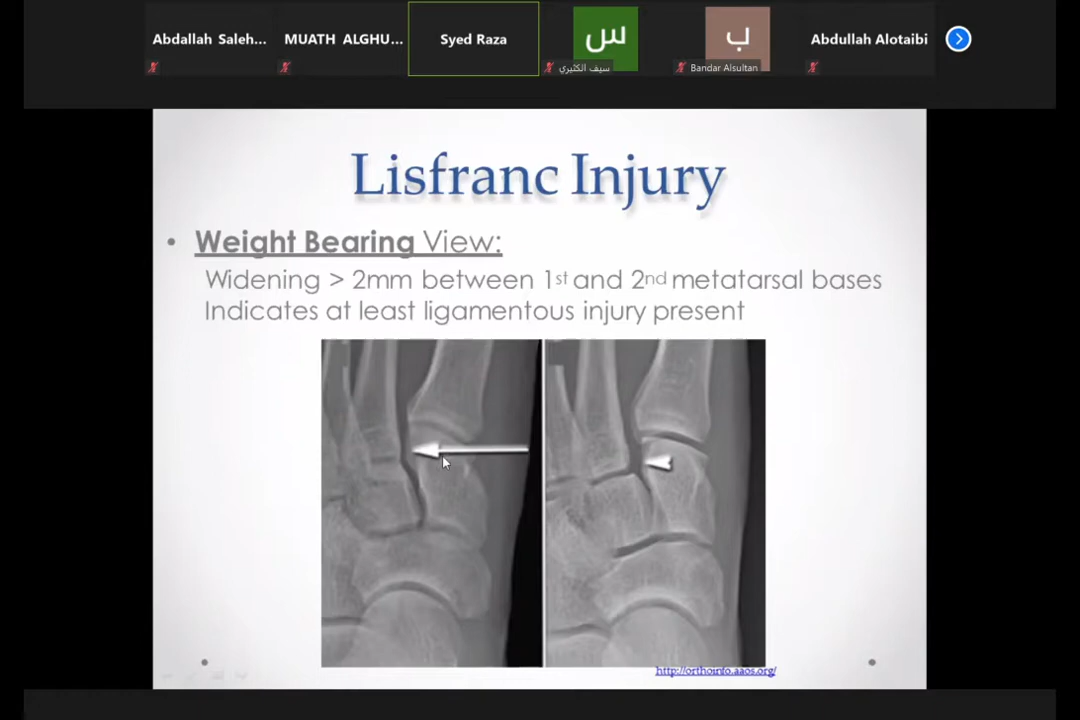 Abdallah Saleh...
MUATH ALGHU...
Syed Raza
س
سيف الكثيري
ب
Bandar Alsultan
Abdullah Alotaibi
Lisfranc Injury
• Weight Bearing View:
Widening > 2mm between 1st and 2nd metatarsal bases
Indicates at least ligamentous injury present
http://orthoinfo.aaos.org/